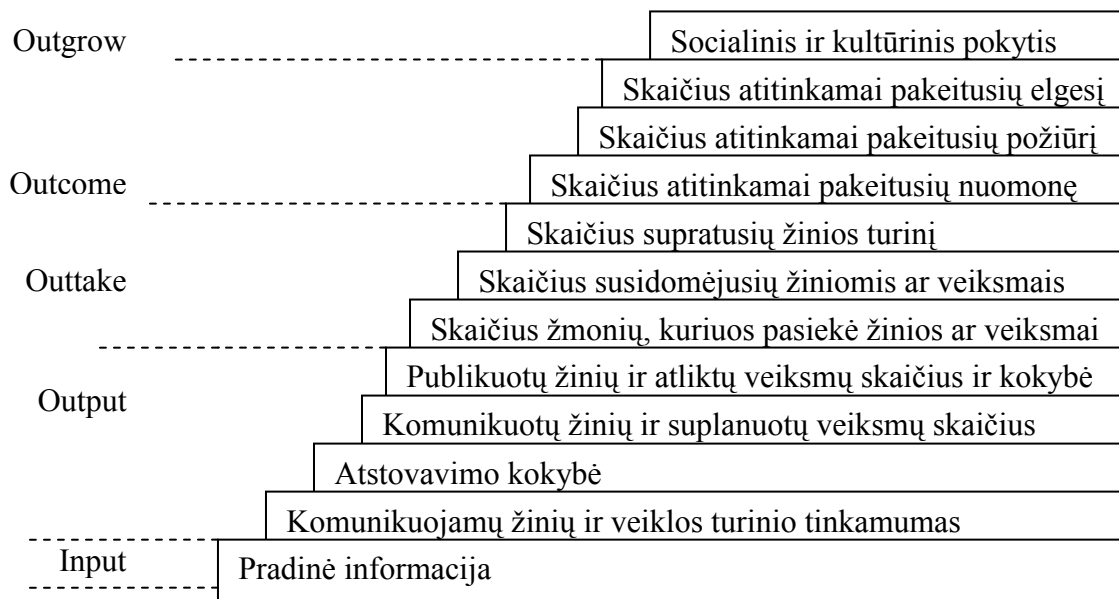 Outgrow
Socialinis ir kultūrinis pokytis
Skaičius atitinkamai pakeitusių elgesį
Skaičius atitinkamai pakeitusių požiūrį
Outcome
Skaičius atitinkamai pakeitusių nuomonę
Skaičius supratusių žinios turinį
Outtake
Skaičius susidomėjusių žiniomis ar veiksmais
Skaičius žmonių, kuriuos pasiekė žinios ar veiksmai
Publikuotų žinių ir atliktų veiksmų skaičius ir kokybė
Output
Komunikuotų žinių ir suplanuotų veiksmų skaičius
Atstovavimo kokybė
Komunikuojamų žinių ir veiklos turinio tinkamumas
Input
Pradinė informacija